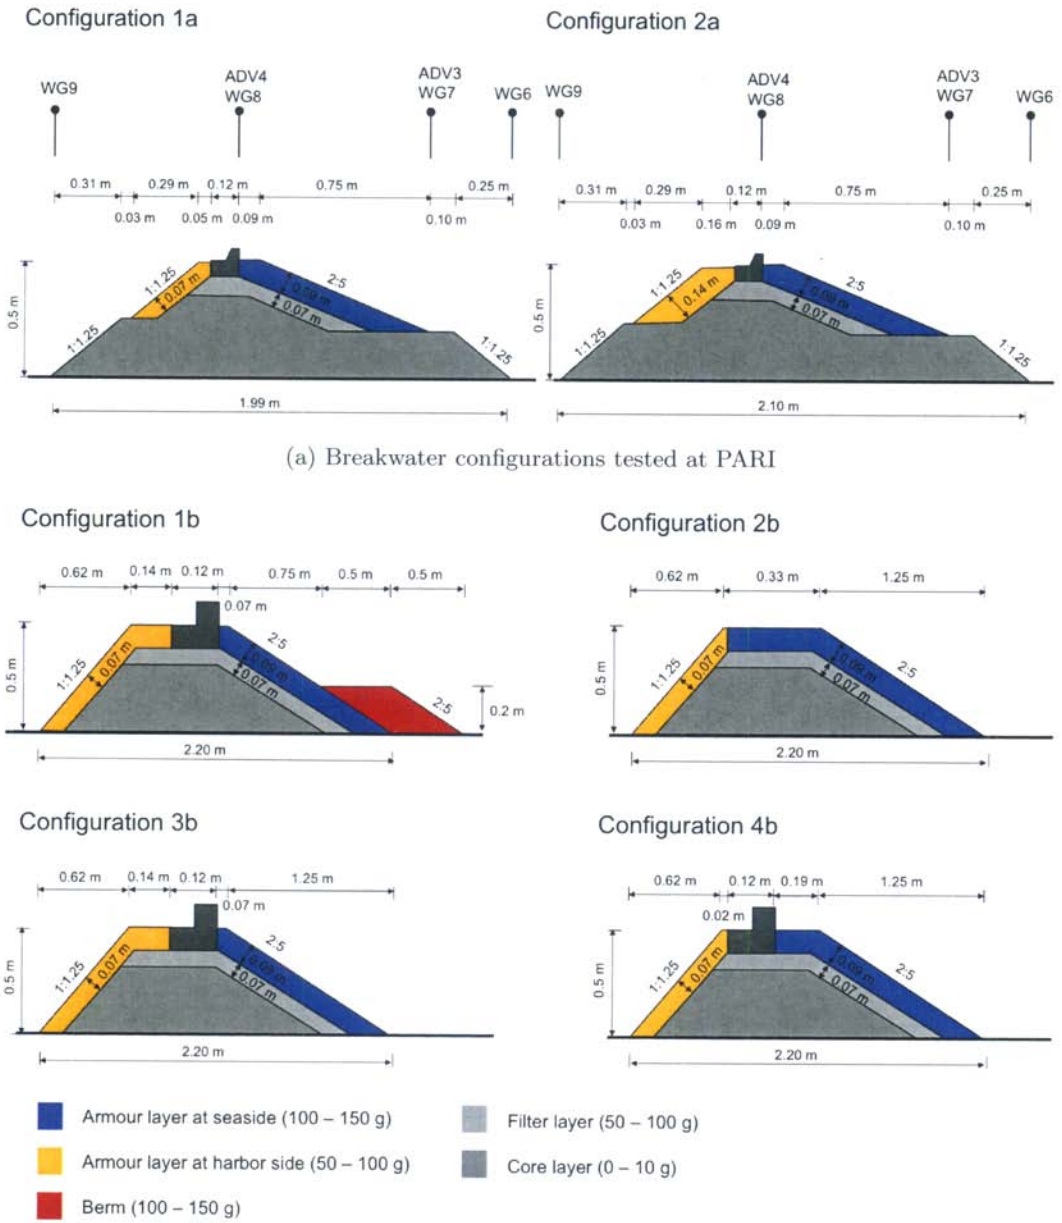 Configuration 1a
Configuration 2a
WG9
ADV4
WG8
ADV3
WG7
WG6
WG9
ADV4
WG8
ADV3
WG7
WG6
0.31 m
0.29 m
0.12 m
0.75 m
0.25 m
0.03 m
0.05 m
0.09 m
0.10 m
0.31 m
0.29 m
0.12 m
0.75 m
0.25 m
0.03 m
0.16 m
0.09 m
0.10 m
0.5 m
1:1.25
1:1.25
0.07 m
0.09 m
0.07 m
2:5
1:1.25
1.99 m
0.5 m
1:1.25
1:1.25
0.14 m
0.09 m
0.07 m
2:5
1:1.25
2.10 m
(a) Breakwater configurations tested at PARI
Configuration 1b
Configuration 2b
0.62 m
0.14 m
0.12 m
0.75 m
0.5 m
0.5 m
0.07 m
0.5 m
1:1.25
0.07 m
2:5
0.09 m
0.07 m
2:5
0.2 m
2.20 m
0.62 m
0.33 m
1.25 m
0.5 m
1:1.25
0.07 m
0.09 m
0.07 m
2:5
2.20 m
Configuration 3b
Configuration 4b
0.62 m
0.14 m
0.12 m
1.25 m
0.07 m
0.5 m
1:1.25
0.07 m
2:5
0.09 m
0.07 m
2.20 m
0.62 m
0.12 m
0.19 m
1.25 m
0.02 m
0.5 m
1:1.25
0.07 m
0.09 m
0.07 m
2:5
2.20 m
Armour layer at seaside (100 – 150 g)
Filter layer (50 – 100 g)
Armour layer at harbor side (50 – 100 g)
Core layer (0 – 10 g)
Berm (100 – 150 g)